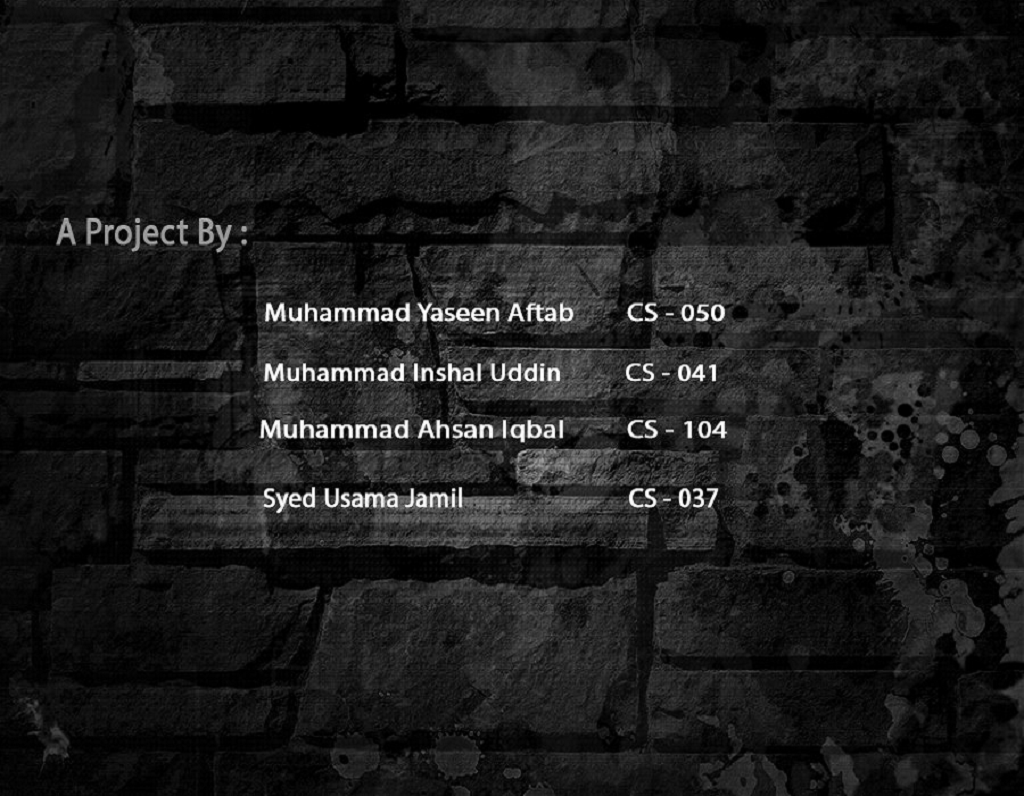 A Project By :
Muhammad Yaseen Aftab CS - 050
Muhammad Inshal Uddin CS - 041
Muhammad Ahsan Iqbal CS - 104
Syed Usama Jamil CS - 037